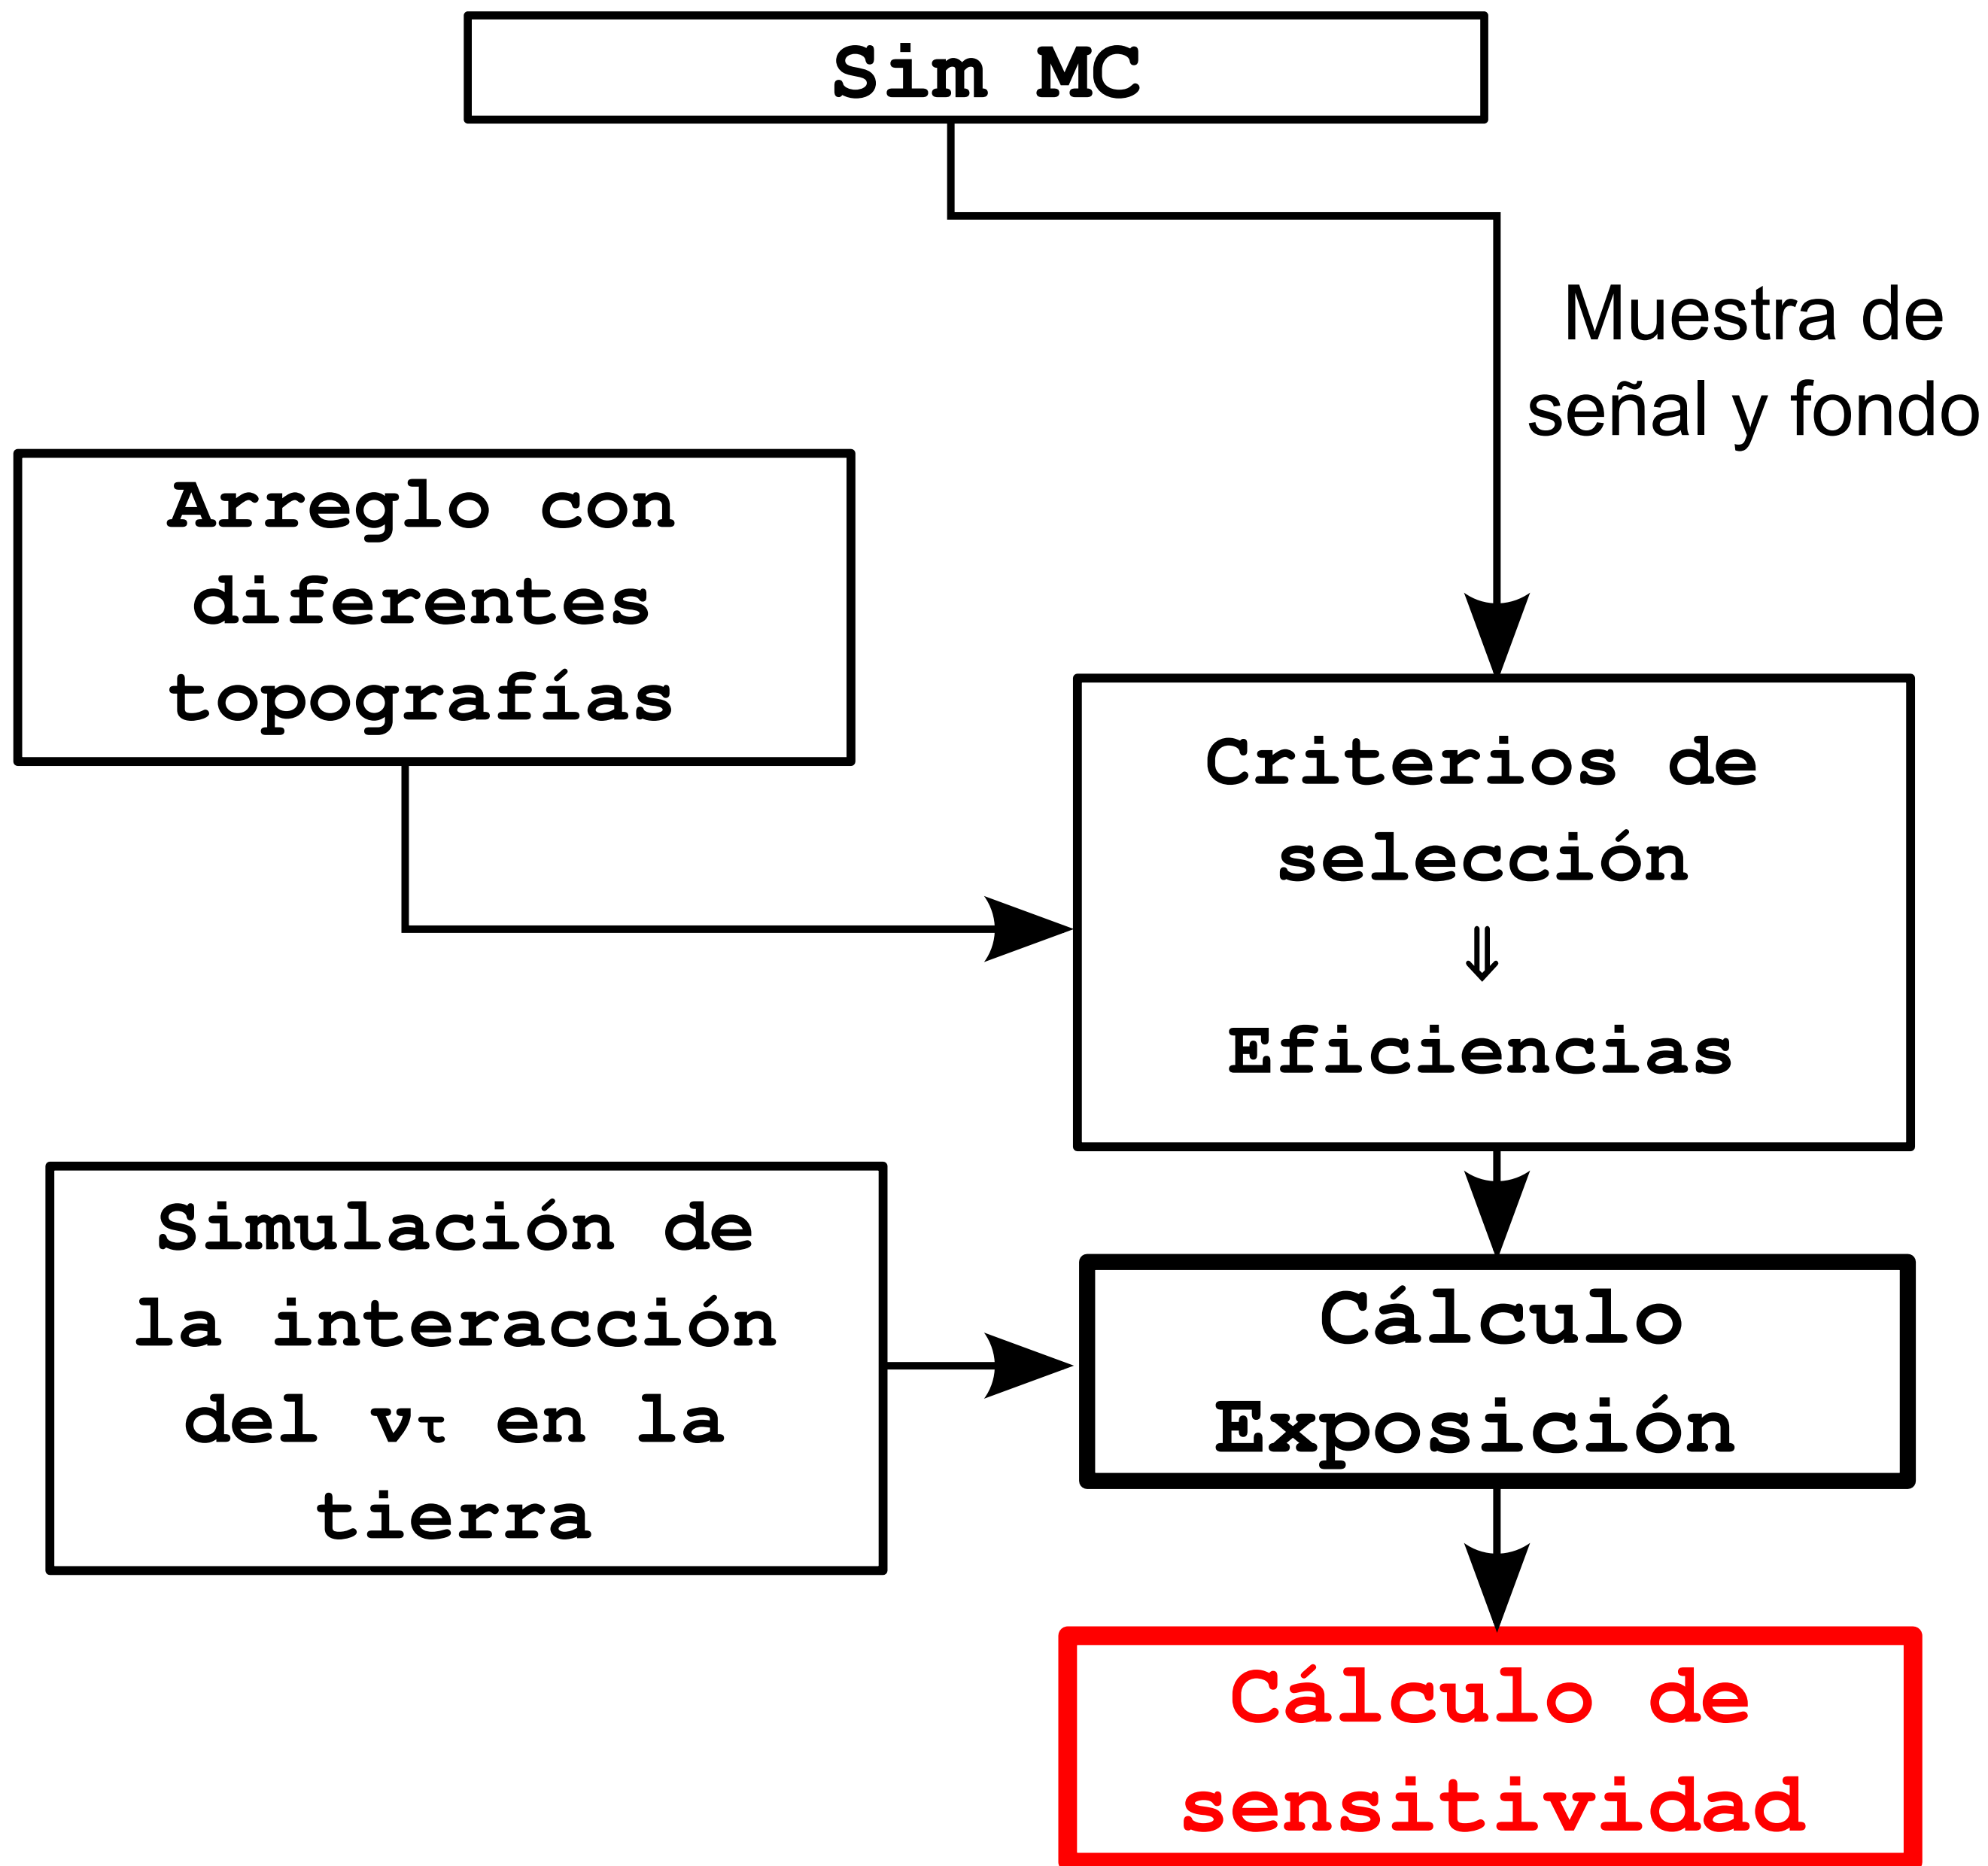 Sim MC
Muestra de
señal y fondo
Arreglo con
diferentes
topografías
Criterios de
selección
⇓
Eficiencias
Simulación de
la interacción
del ντ en la
tierra
Cálculo
Exposición
Cálculo de
sensitividad